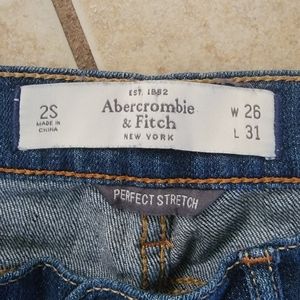 EST. 1892
Abercrombie
& Fitch
NEW YORK
2S
MADE IN
CHINA
W 26
L 31
PERFECT STRETCH